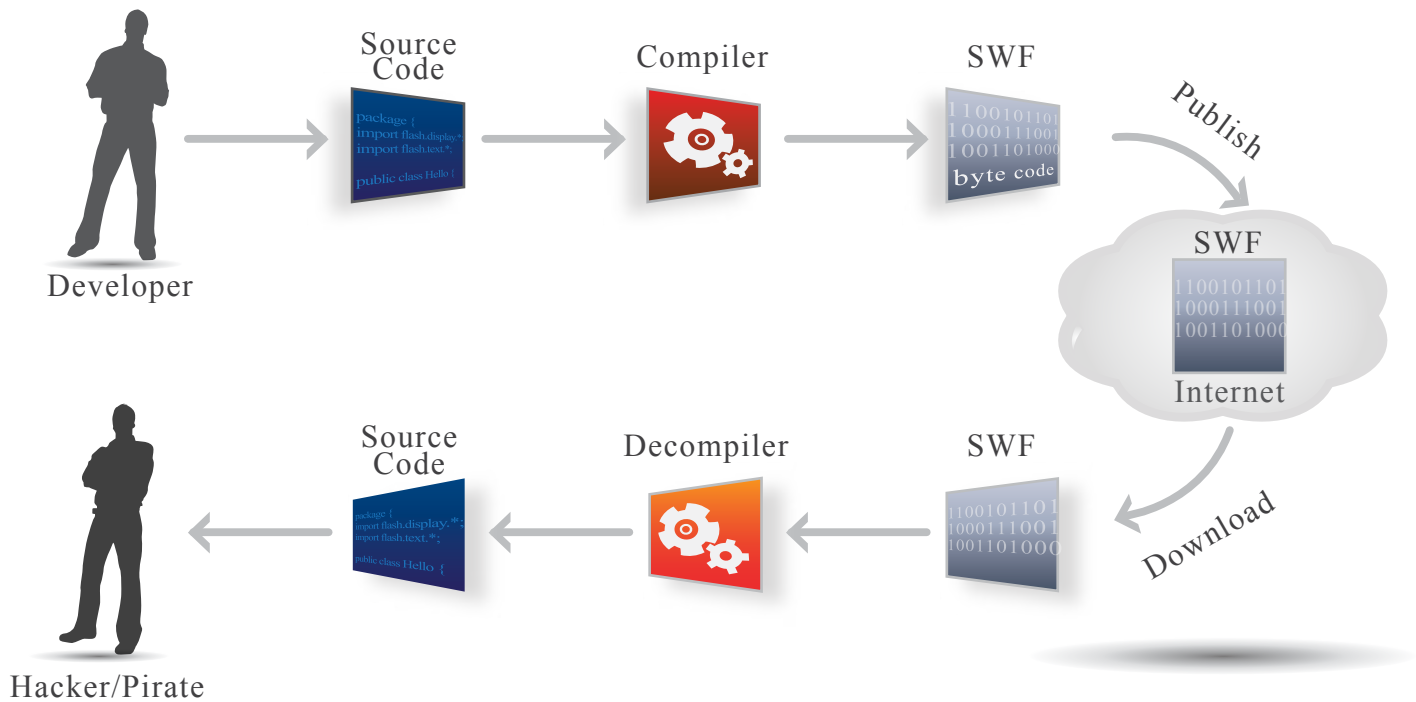 Source
Code
Compiler
SWF
package {
import flash.display.*
import flash.text.*;
public class Hello {
1100101101
1000111001
1001101000
byte code
Publish
Developer
SWF
1100101101
1000111001
1001101000
Internet
Source
Code
Decompiler
SWF
package {
import flash.display.*;
import flash.text.*;
public class Hello {
1100101101
1000111001
1001101000
Download
Hacker/Pirate